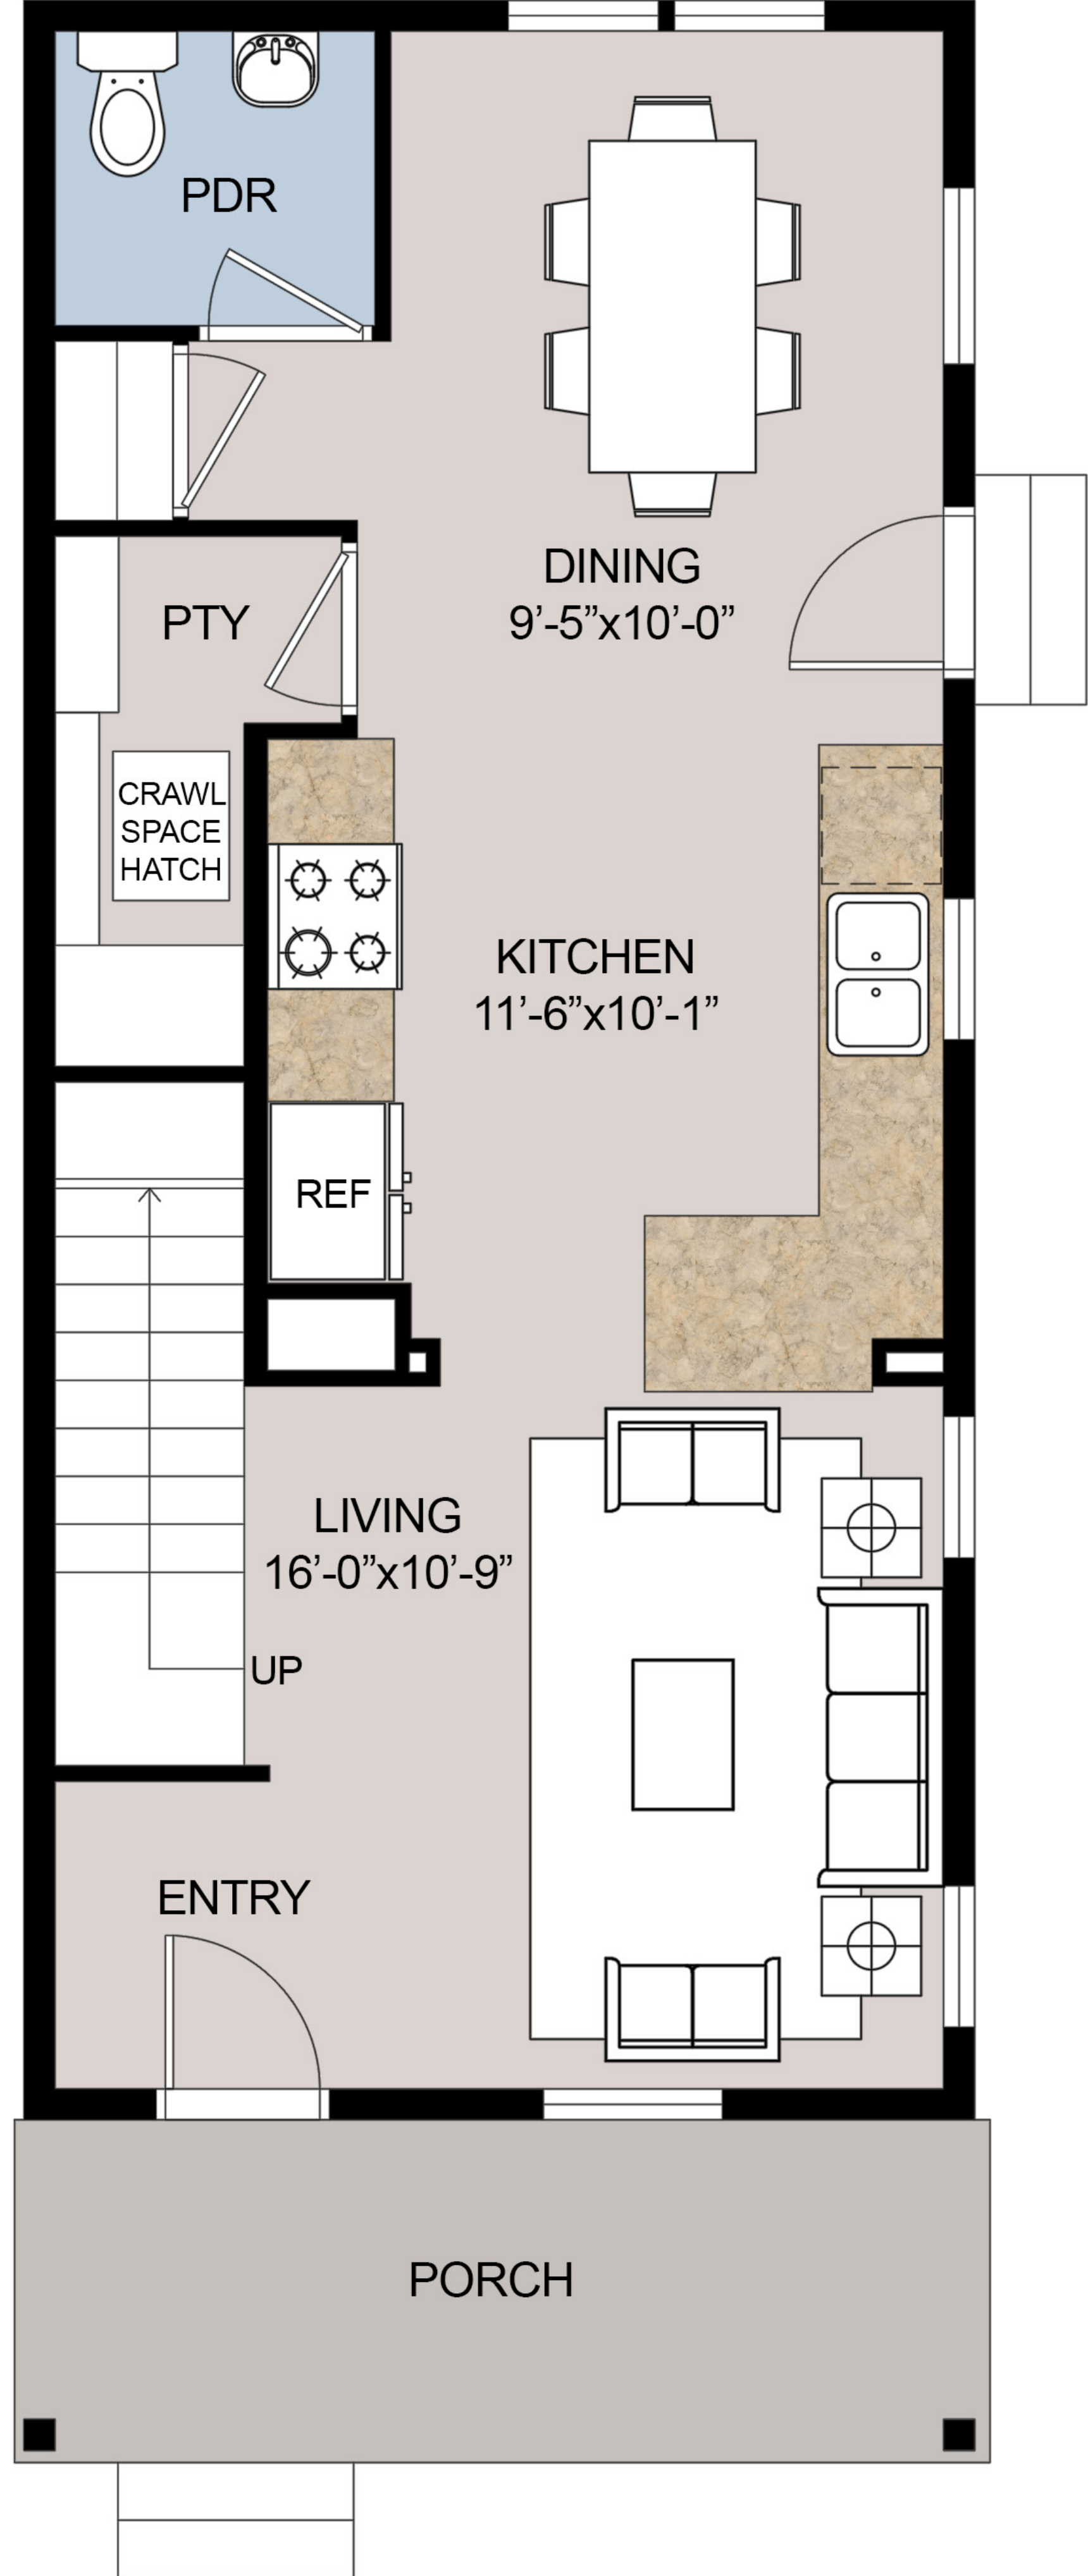 PDR
DINING
9’-5”x10’-0”
PTY
CRAWL
SPACE
HATCH
KITCHEN
11’-6”x10’-1”
REF
LIVING
16’-0”x10’-9”
UP
ENTRY
PORCH